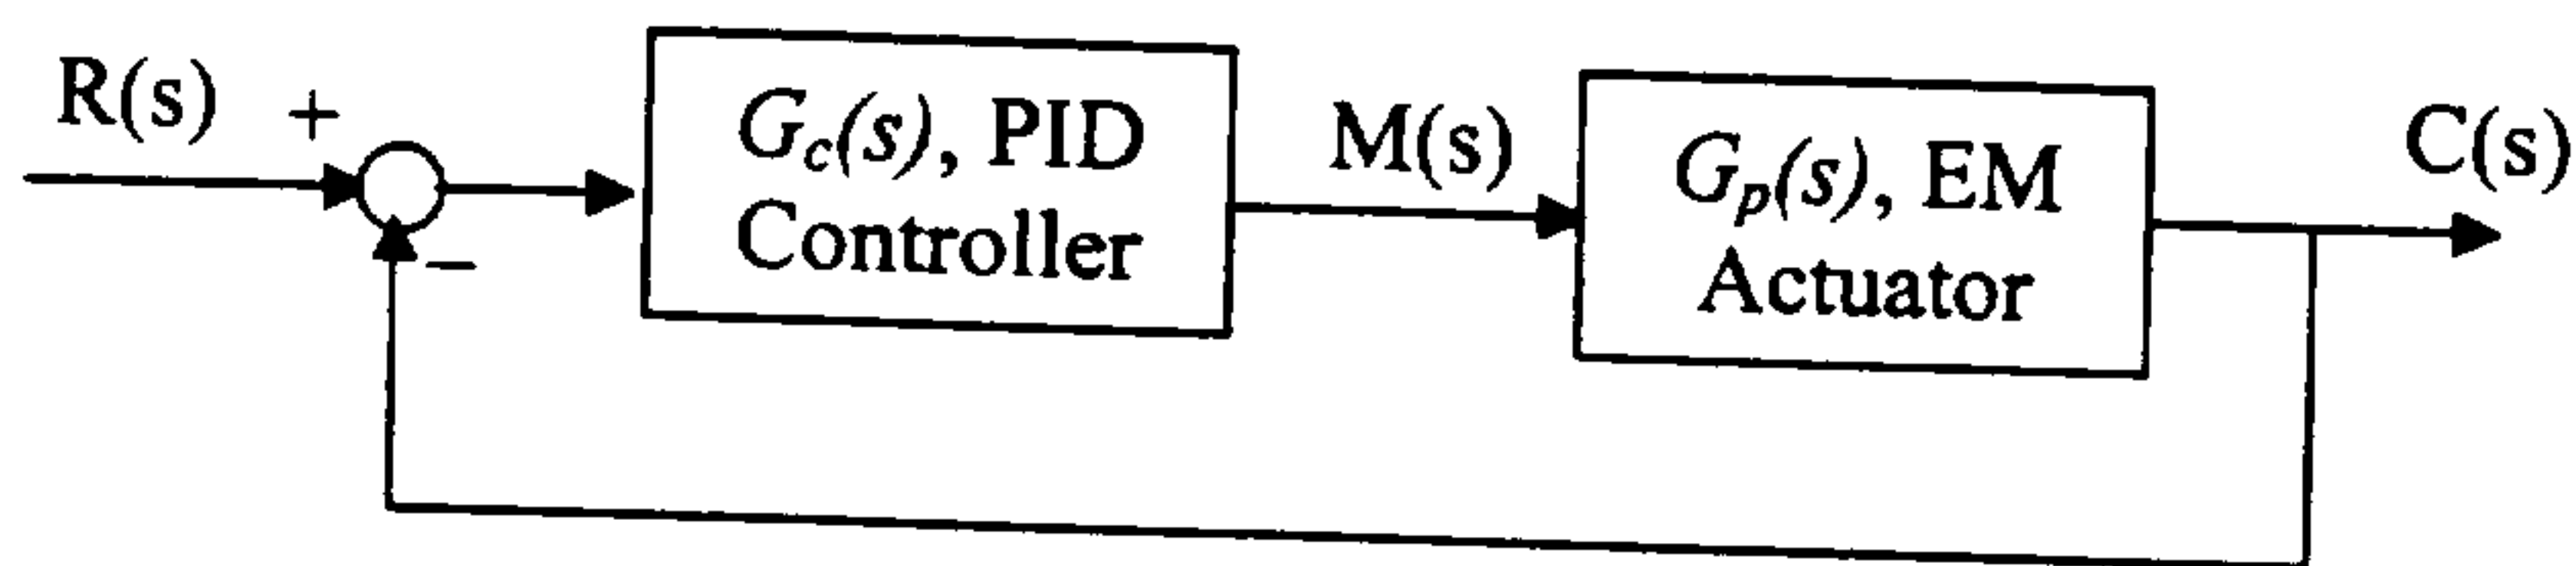 R(s)
+
−
G_c(s), PID
Controller
M(s)
G_p(s), EM
Actuator
C(s)